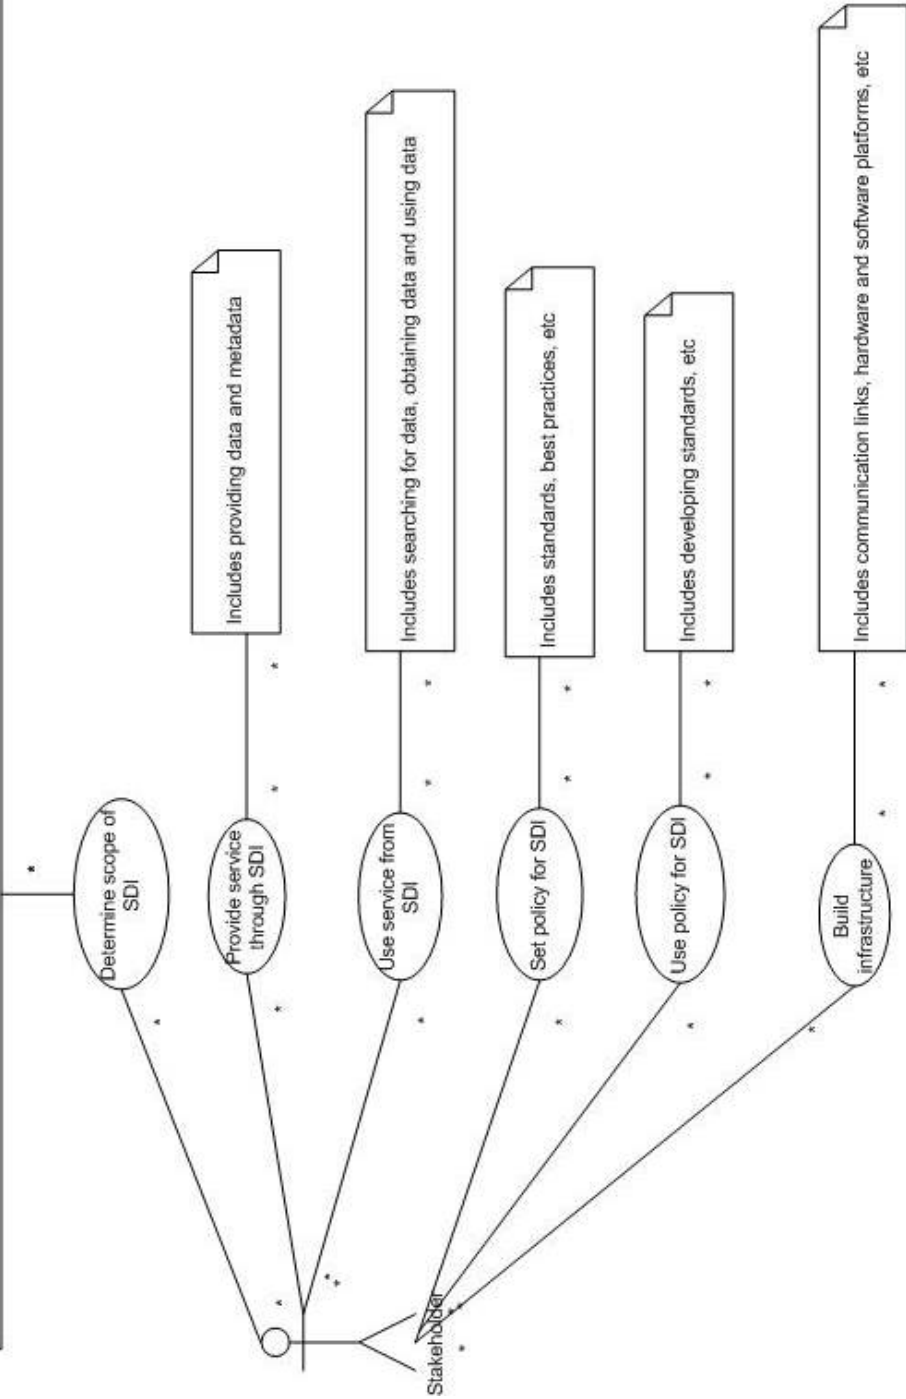 Determine scope of
SDI
Provide service
through SDI
Includes providing data and metadata
Use service from
SDI
Includes searching for data, obtaining data and using data
Set policy for SDI
Includes standards, best practices, etc
Use policy for SDI
Includes developing standards, etc
Build
infrastructure
Includes communication links, hardware and software platforms, etc
Stakeholder